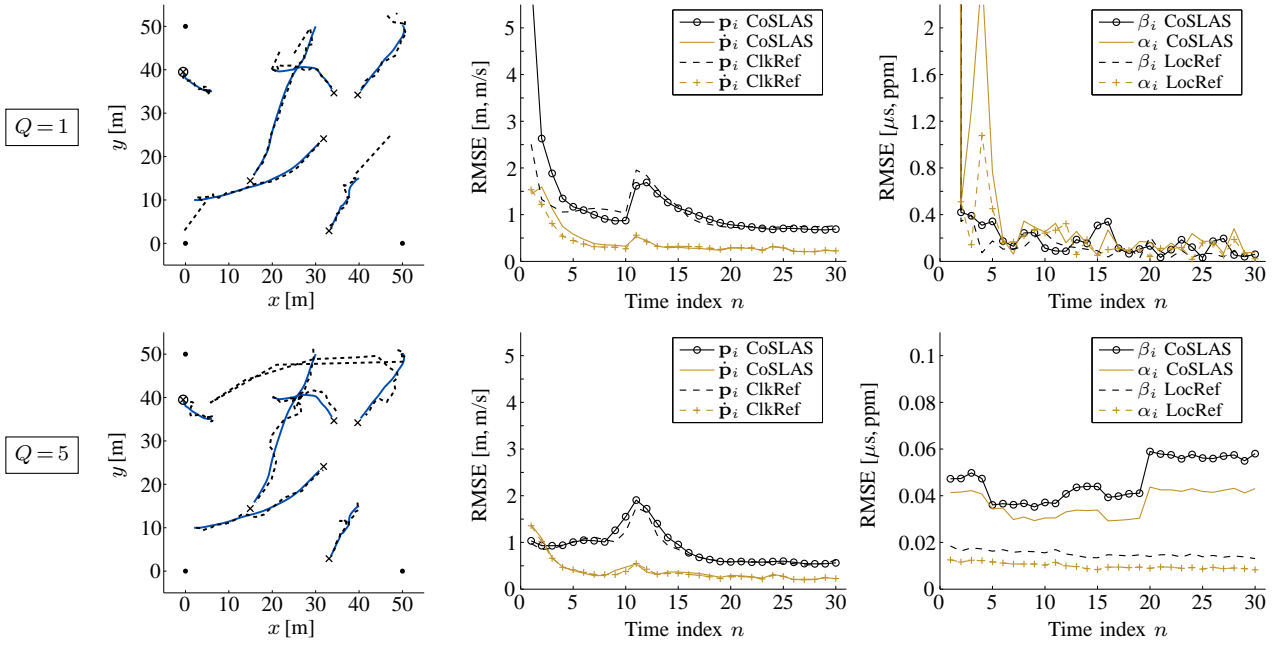 Q = 1
y [m]
50
40
30
20
10
0
0 10 20 30 40 50
x [m]
RMSE [m, m/s]
5
4
3
2
1
0
0 5 10 15 20 25 30
Time index n
p_i CoSLAS
ṗ_i CoSLAS
p_i ClkRef
ṗ_i ClkRef
RMSE [μs, ppm]
2
1.6
1.2
0.8
0.4
0
0 5 10 15 20 25 30
Time index n
β_i CoSLAS
α_i CoSLAS
β_i LocRef
α_i LocRef
Q = 5
y [m]
50
40
30
20
10
0
0 10 20 30 40 50
x [m]
RMSE [m, m/s]
5
4
3
2
1
0
0 5 10 15 20 25 30
Time index n
p_i CoSLAS
ṗ_i CoSLAS
p_i ClkRef
ṗ_i ClkRef
RMSE [μs, ppm]
0.1
0.08
0.06
0.04
0.02
0
0 5 10 15 20 25 30
Time index n
β_i CoSLAS
α_i CoSLAS
β_i LocRef
α_i LocRef